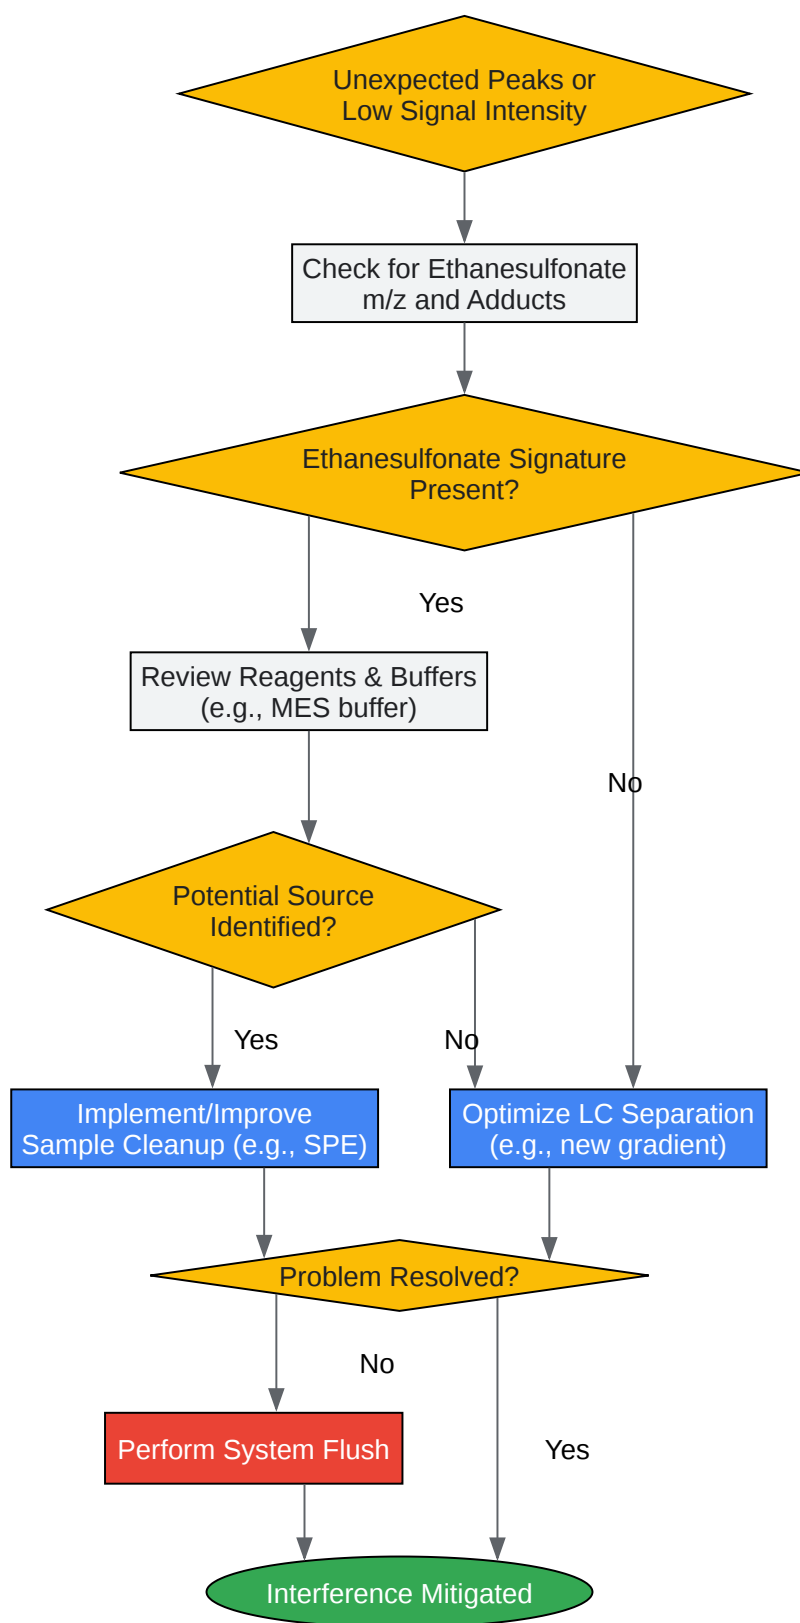 Unexpected Peaks or
Low Signal Intensity
Check for Ethanesulfonate
m/z and Adducts
Ethanesulfonate Signature
Present?
Yes
Review Reagents & Buffers
(e.g., MES buffer)
No
Potential Source
Identified?
Yes
No
Implement/Improve
Sample Cleanup (e.g., SPE)
Optimize LC Separation
(e.g., new gradient)
Problem Resolved?
No
Perform System Flush
Yes
Interference Mitigated